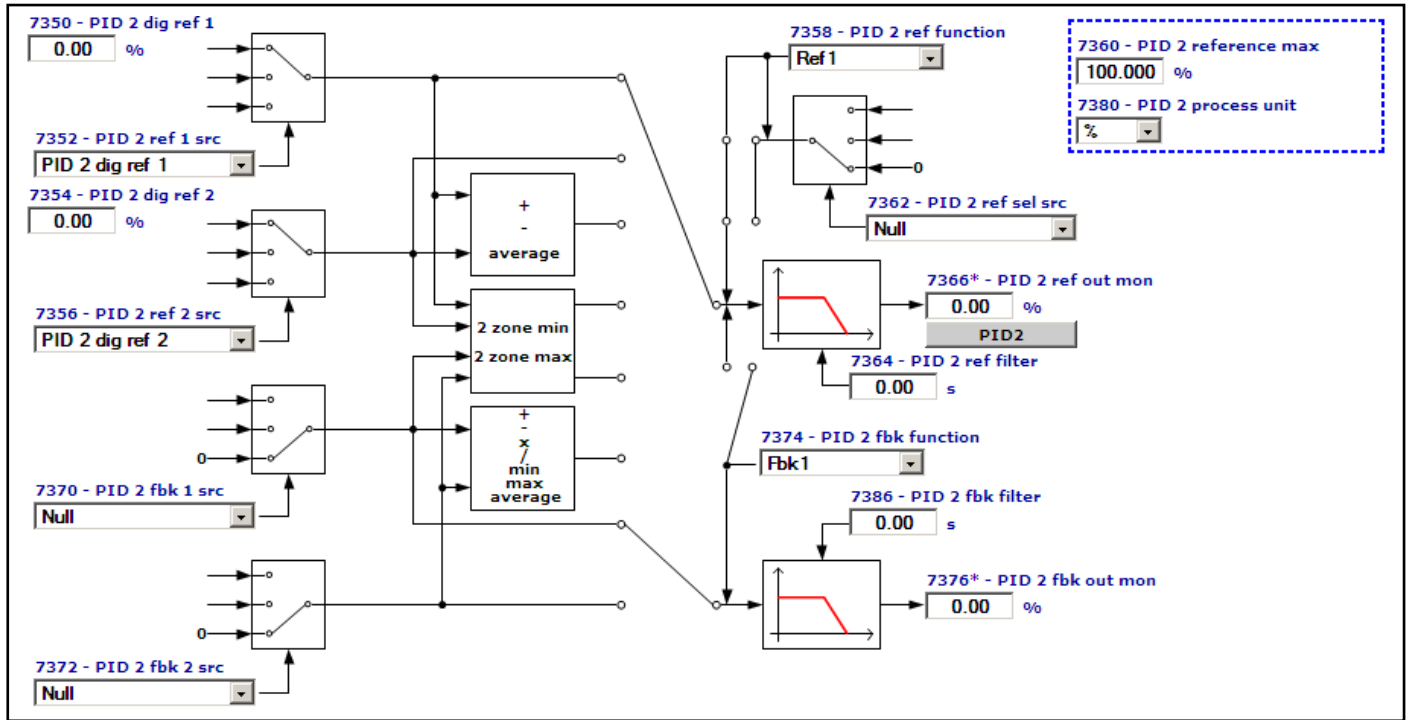 7350 - PID 2 dig ref 1
0.00 %
7352 - PID 2 ref 1 src
PID 2 dig ref 1
7354 - PID 2 dig ref 2
0.00 %
7356 - PID 2 ref 2 src
PID 2 dig ref 2
0
7370 - PID 2 fbk 1 src
Null
0
7372 - PID 2 fbk 2 src
Null
+
-
average
2 zone min
2 zone max
+
-
x
/
min
max
average
7358 - PID 2 ref function
Ref 1
0
7362 - PID 2 ref sel src
Null
7366* - PID 2 ref out mon
0.00 %
PID2
7364 - PID 2 ref filter
0.00 s
7374 - PID 2 fbk function
Fbk 1
7386 - PID 2 fbk filter
0.00 s
7376* - PID 2 fbk out mon
0.00 %
7360 - PID 2 reference max
100.000 %
7380 - PID 2 process unit
%